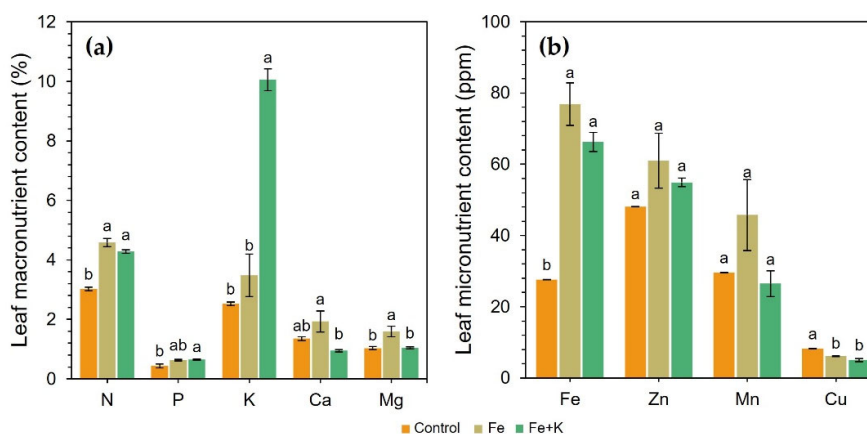 (a)
Leaf macronutrient content (%)
12
10
8
6
4
2
0
b a a
b ab a
b b a
ab a b
b a b
N P K Ca Mg
(b)
Leaf micronutrient content (ppm)
100
80
60
40
20
0
b a a
a a a
a a a
a b b
Fe Zn Mn Cu
Control Fe Fe+K